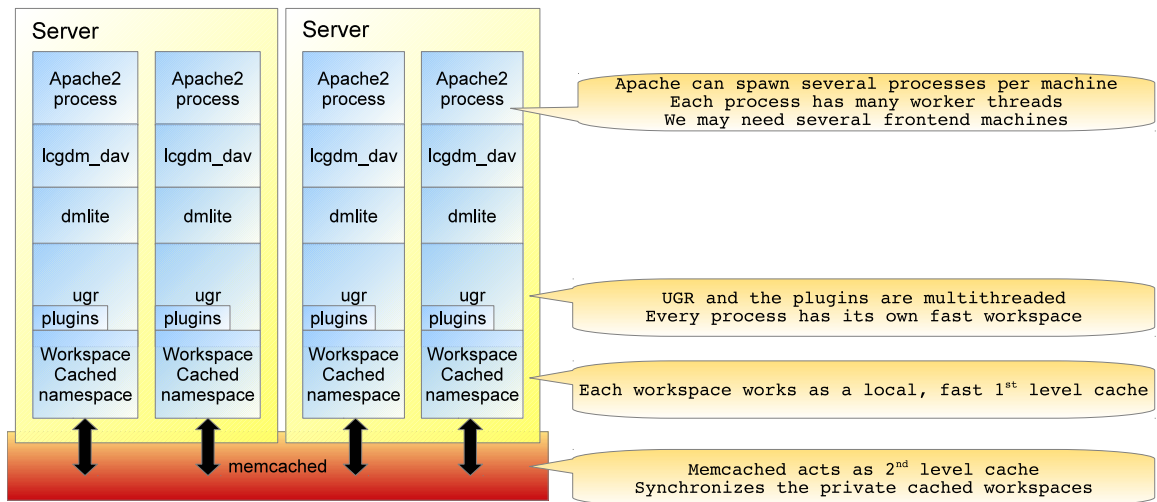 Server
Apache2
process
lcgdm_dav
dmlite
ugr
plugins
Workspace
Cached
namespace
Apache2
process
lcgdm_dav
dmlite
ugr
plugins
Workspace
Cached
namespace
Server
Apache2
process
lcgdm_dav
dmlite
ugr
plugins
Workspace
Cached
namespace
Apache2
process
lcgdm_dav
dmlite
ugr
plugins
Workspace
Cached
namespace
memcached
Apache can spawn several processes per machine
Each process has many worker threads
We may need several frontend machines
UGR and the plugins are multithreaded
Every process has its own fast workspace
Each workspace works as a local, fast 1st level cache
Memcached acts as 2nd level cache
Synchronizes the private cached workspaces